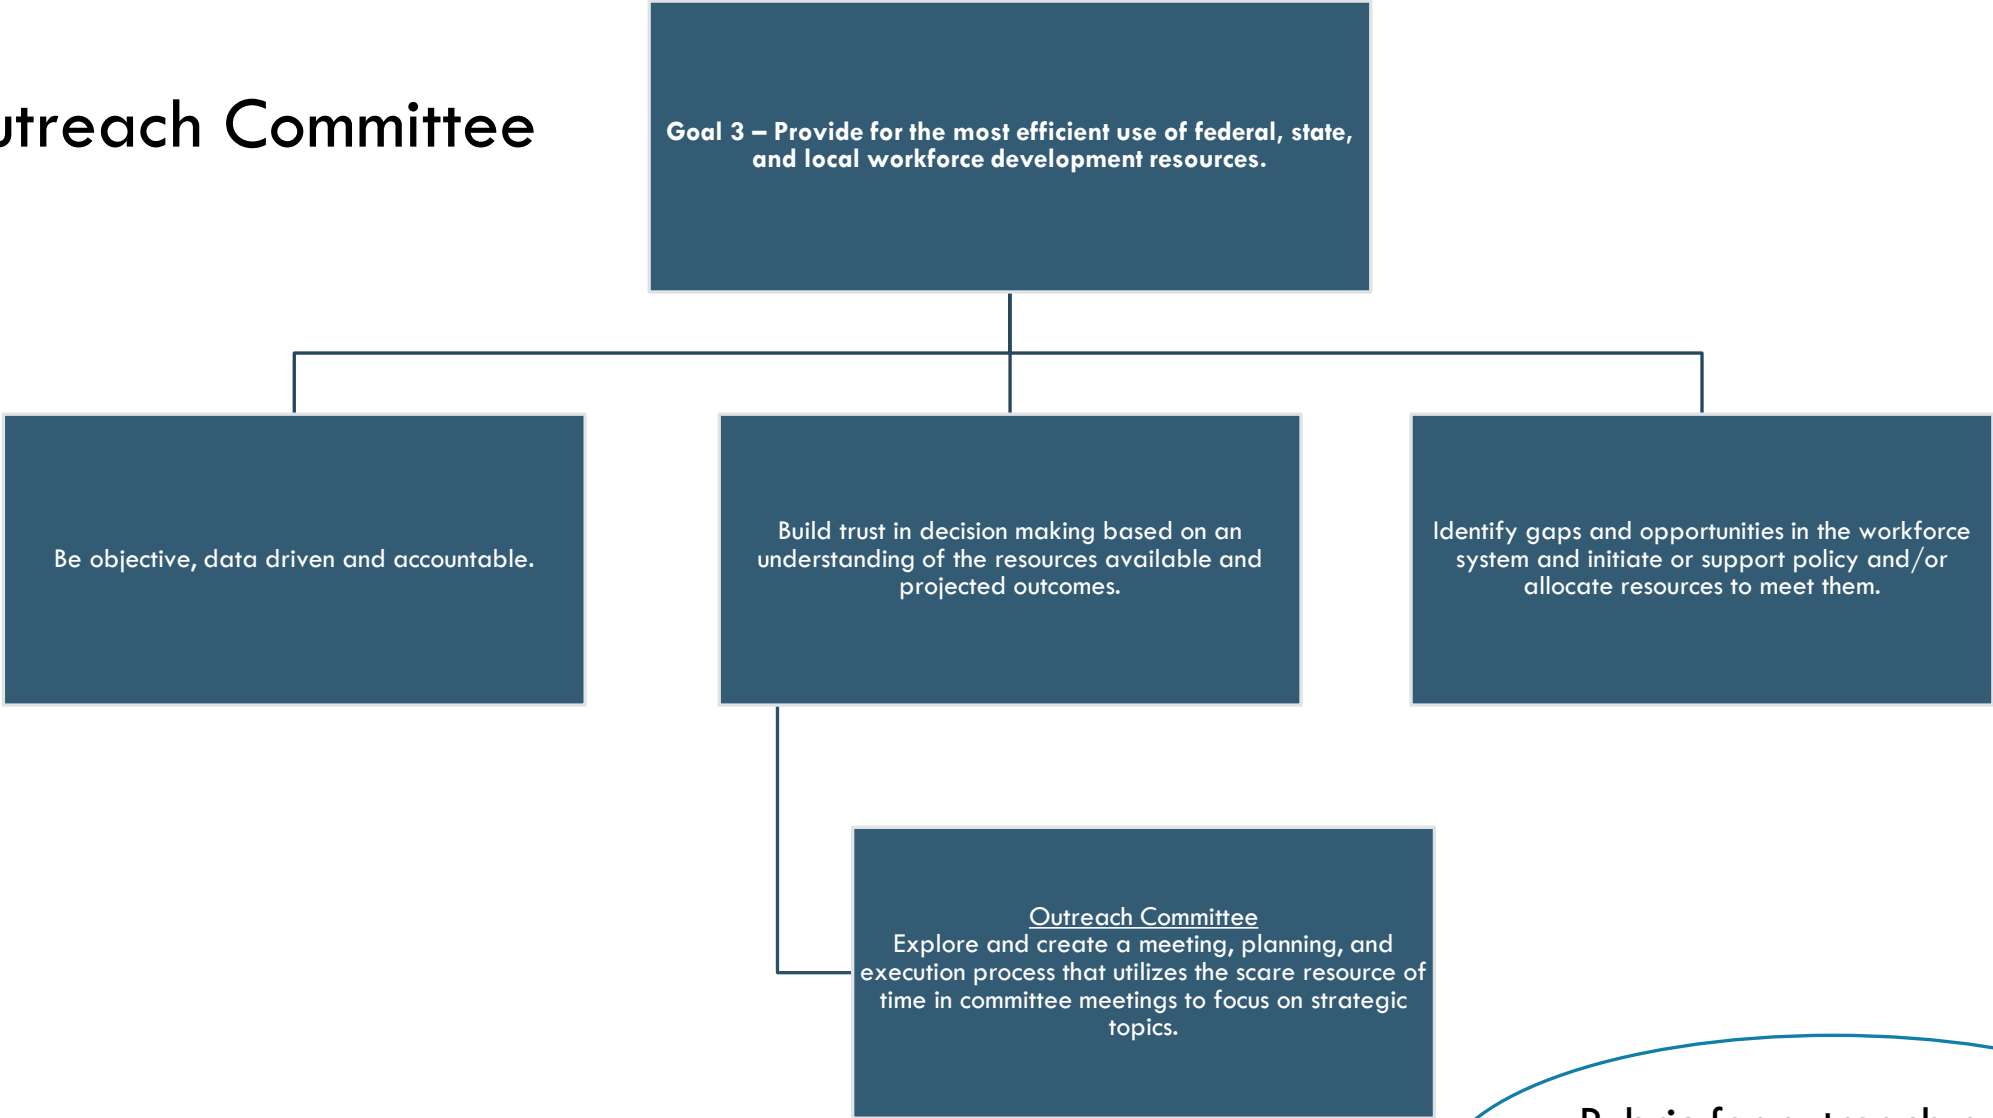 utreach Committee
Goal 3 – Provide for the most efficient use of federal, state,
and local workforce development resources.
Be objective, data driven and accountable.
Build trust in decision making based on an
understanding of the resources available and
projected outcomes.
Identify gaps and opportunities in the workforce
system and initiate or support policy and/or
allocate resources to meet them.
Outreach Committee
Explore and create a meeting, planning, and
execution process that utilizes the scare resource of
time in committee meetings to focus on strategic
topics.
Rubric for outreach